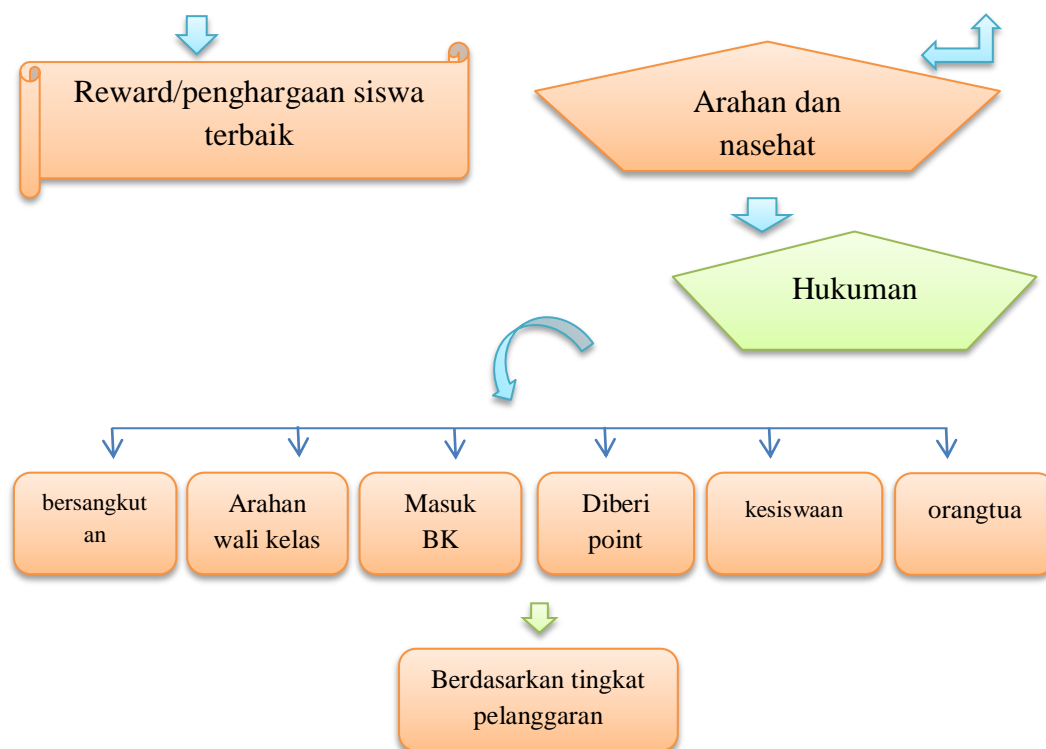 Reward/penghargaan siswa
terbaik
Arahan dan
nasehat
Hukuman
bersangkut
an
Arahan
wali kelas
Masuk
BK
Diberi
point
kesiswaan
orangtua
Berdasarkan tingkat
pelanggaran